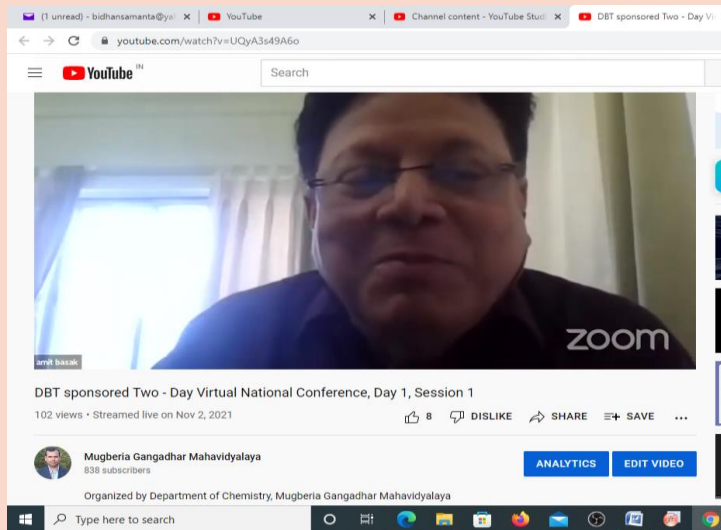 (1 unread) - bidhansamanta@ya
YouTube
Channel content - YouTube Studi
DBT sponsored Two - Day Vi
youtube.com/watch?v=UQyA3s49A6o
YouTube IN
Search
zoom
amit basak
DBT sponsored Two - Day Virtual National Conference, Day 1, Session 1
102 views • Streamed live on Nov 2, 2021
8 DISLIKE SHARE SAVE ...
Mugberia Gangadhar Mahavidyalaya
838 subscribers
ANALYTICS EDIT VIDEO
Organized by Department of Chemistry, Mugberia Gangadhar Mahavidyalaya
Type here to search